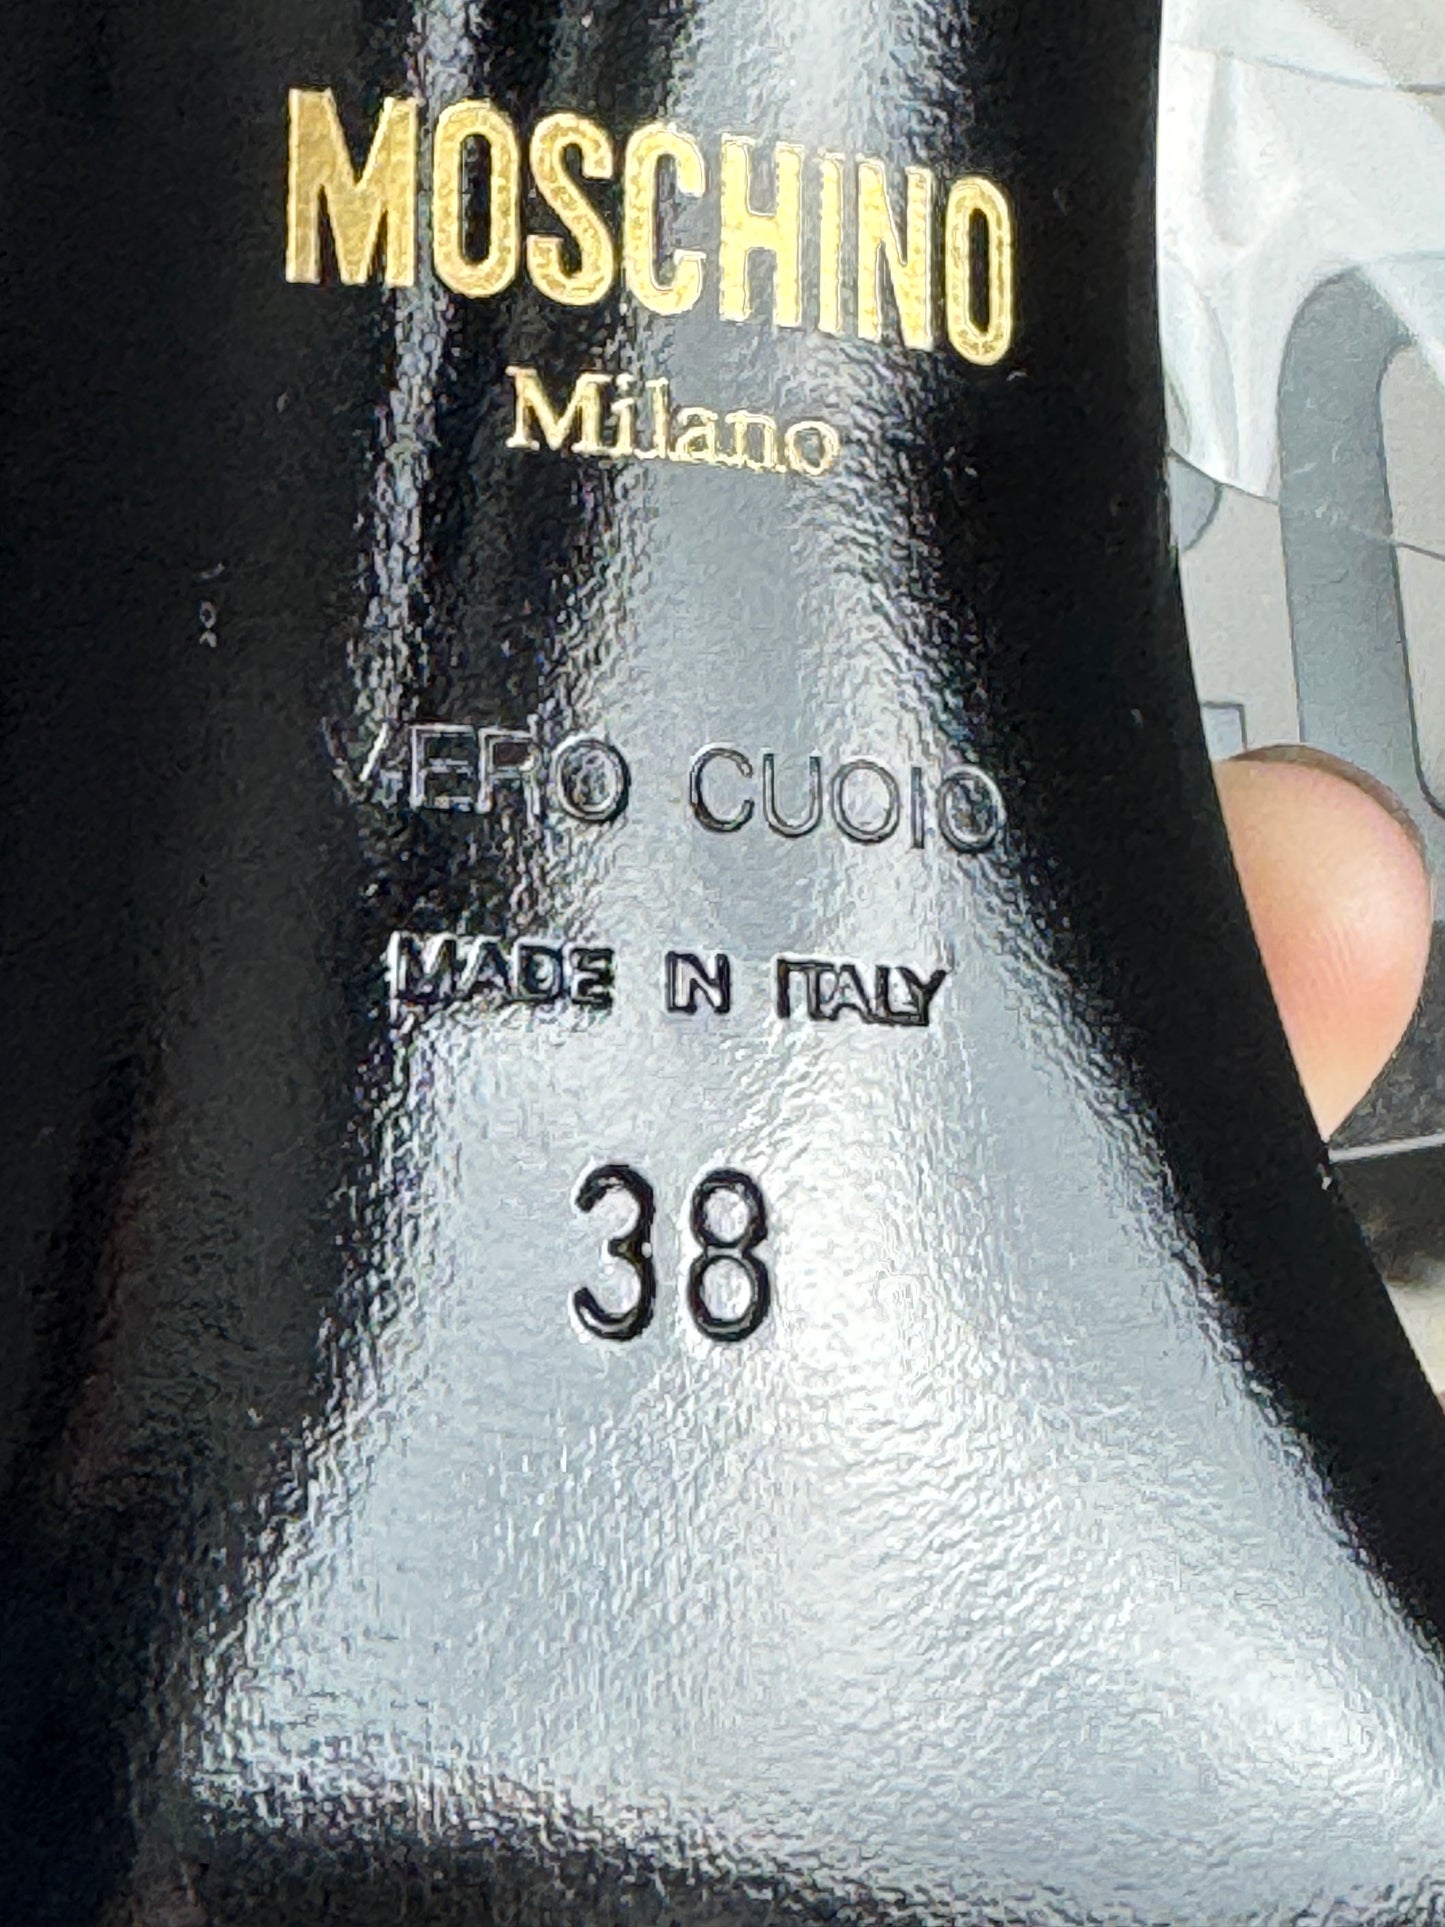 MOSCHINO
Milano
VERO CUOIO
MADE IN ITALY
38